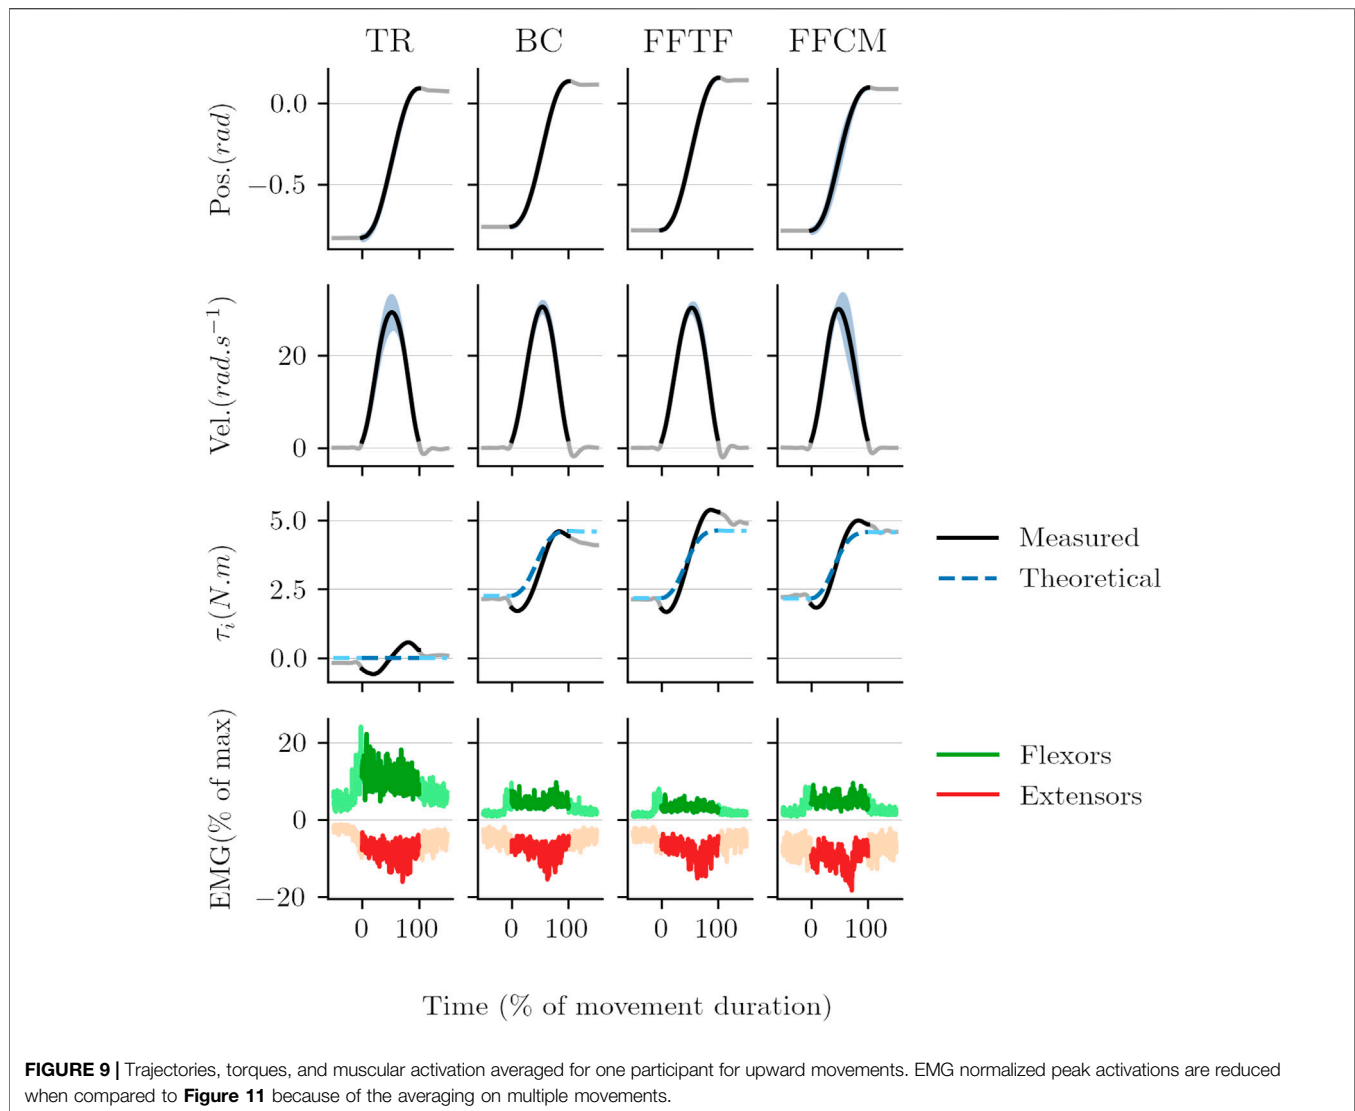 TR BC FFTF FFCM
Pos.(rad)
0.0
−0.5
Vel.(rad.s⁻¹)
20
0
τᵢ(N.m)
5.0
2.5
0.0
Measured
Theoretical
EMG(% of max)
20
0
−20
Flexors
Extensors
0 100 0 100 0 100 0 100
Time (% of movement duration)
FIGURE 9 | Trajectories, torques, and muscular activation averaged for one participant for upward movements. EMG normalized peak activations are reduced
when compared to Figure 11 because of the averaging on multiple movements.